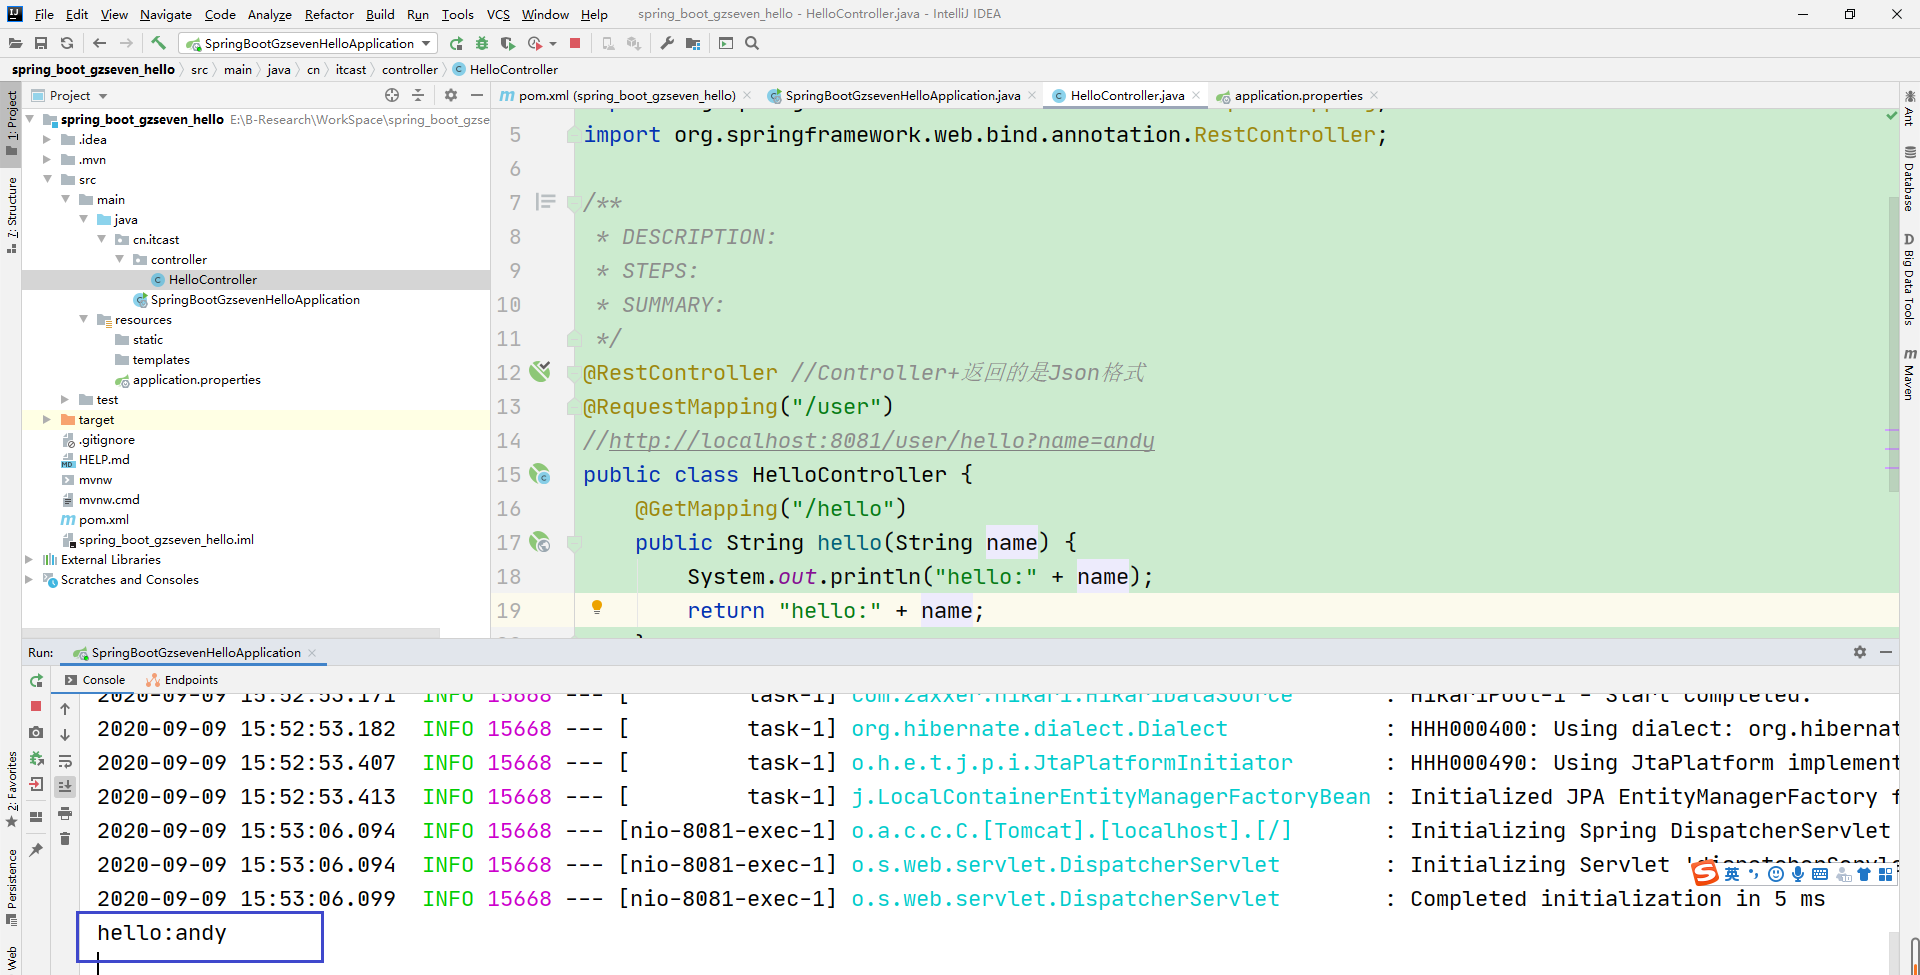 File Edit View Navigate Code Analyze Refactor Build Run Tools VCS Window Help spring_boot_gzseven_hello - HelloController.java - IntelliJ IDEA
SpringBootGzsevenHelloApplication
spring_boot_gzseven_hello src main java cn itcast controller HelloController
1: Project
7: Structure
2: Favorites
Persistence
Web
Project
spring_boot_gzseven_hello E:\B-Research\WorkSpace\spring_boot_gzse
.idea
.mvn
src
main
java
cn.itcast
controller
HelloController
SpringBootGzsevenHelloApplication
resources
static
templates
application.properties
test
target
.gitignore
HELP.md
mvnw
mvnw.cmd
pom.xml
spring_boot_gzseven_hello.iml
External Libraries
Scratches and Consoles
pom.xml (spring_boot_gzseven_hello) SpringBootGzsevenHelloApplication.java HelloController.java application.properties
5 import org.springframework.web.bind.annotation.RestController;
6
7 /**
8 * DESCRIPTION:
9 * STEPS:
10 * SUMMARY:
11 */
12 @RestController //Controller+返回的是Json格式
13 @RequestMapping("/user")
14 //http://localhost:8081/user/hello?name=andy
15 public class HelloController {
16 @GetMapping("/hello")
17 public String hello(String name) {
18 System.out.println("hello:" + name);
19 return "hello:" + name;
Ant
Database
Big Data Tools
Maven
Run: SpringBootGzsevenHelloApplication
Console Endpoints
2020-09-09 15:52:53.171 INFO 15668 --- [ task-1] com.zaxxer.hikari.HikariDataSource : HikariPool-1 - Start completed.
2020-09-09 15:52:53.182 INFO 15668 --- [ task-1] org.hibernate.dialect.Dialect : HHH000400: Using dialect: org.hibernat
2020-09-09 15:52:53.407 INFO 15668 --- [ task-1] o.h.e.t.j.p.i.JtaPlatformInitiator : HHH000490: Using JtaPlatform implement
2020-09-09 15:52:53.413 INFO 15668 --- [ task-1] j.LocalContainerEntityManagerFactoryBean : Initialized JPA EntityManagerFactory f
2020-09-09 15:53:06.094 INFO 15668 --- [nio-8081-exec-1] o.a.c.c.C.[Tomcat].[localhost].[/] : Initializing Spring DispatcherServlet
2020-09-09 15:53:06.094 INFO 15668 --- [nio-8081-exec-1] o.s.web.servlet.DispatcherServlet : Initializing Servlet
2020-09-09 15:53:06.099 INFO 15668 --- [nio-8081-exec-1] o.s.web.servlet.DispatcherServlet : Completed initialization in 5 ms
英
hello:andy